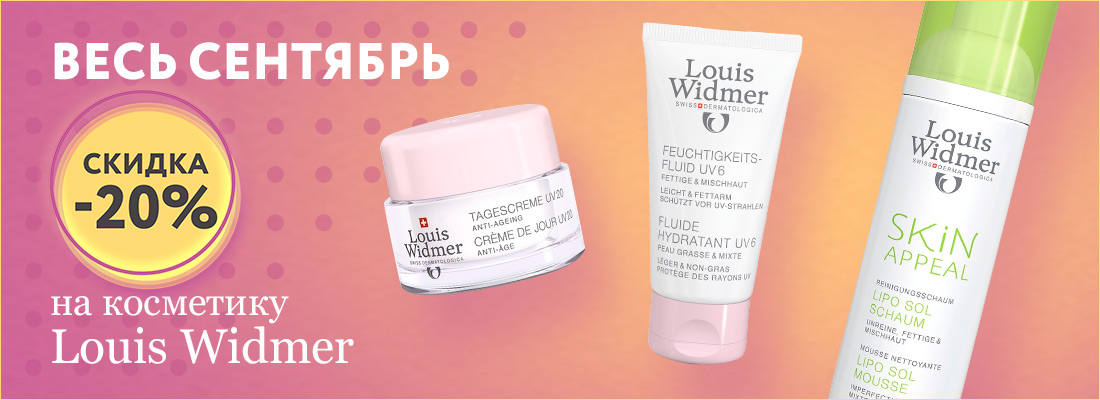 ВЕСЬ СЕНТЯБРЬ
СКИДКА
-20%
на косметику
Louis Widmer
TAGESCREME UV20
ANTI-AGEING
CRÈME DE JOUR UV20
ANTI-ÂGE
Louis
Widmer
SWISS DERMATOLOGICA
Louis
Widmer
SWISS DERMATOLOGICA
FEUCHTIGKEITS-
FLUID UV6
FETTIGE & MISCHHAUT
LEICHT & FETTARM
SCHÜTZT VOR UV-STRAHLEN
FLUIDE
HYDRATANT UV6
PEAU GRASSE & MIXTE
LÉGER & NON-GRAS
PROTÈGE DES RAYONS UV
Louis
Widmer
SWISS DERMATOLOGICA
SKiN
APPEAL
REINIGUNGSSCHAUM
LIPO SOL
SCHAUM
UNREINE, FETTIGE &
MISCHHAUT
MOUSSE NETTOYANTE
LIPO SOL
MOUSSE